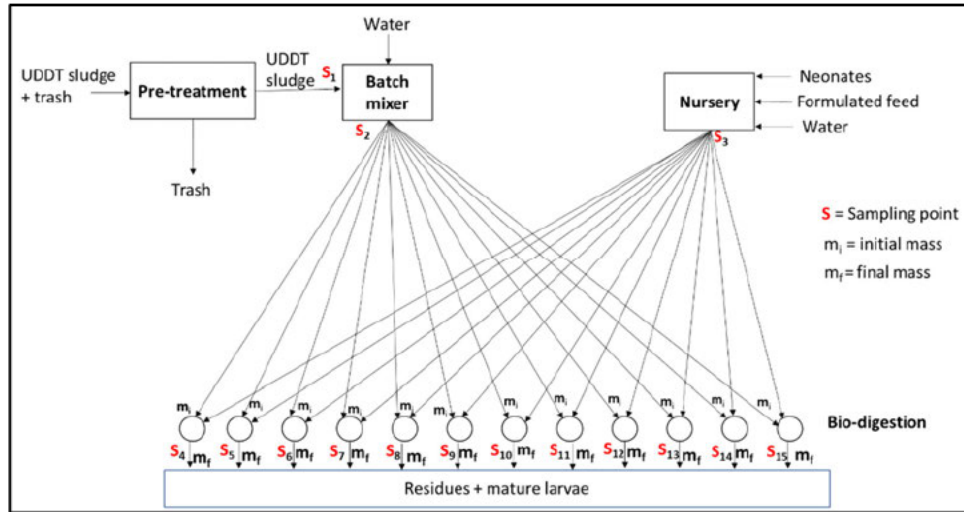 Water
UDDT sludge
+ trash
Pre-treatment
UDDT
sludge
S1
Batch
mixer
S2
Nursery
S3
Neonates
Formulated feed
Water
Trash
S = Sampling point
mi = initial mass
mf = final mass
mi mi mi mi mi mi mi mi mi mi mi mi
Bio-digestion
S4 mf S5 mf S6 mf S7 mf S8 mf S9 mf S10 mf S11 mf S12 mf S13 mf S14 mf S15 mf
Residues + mature larvae